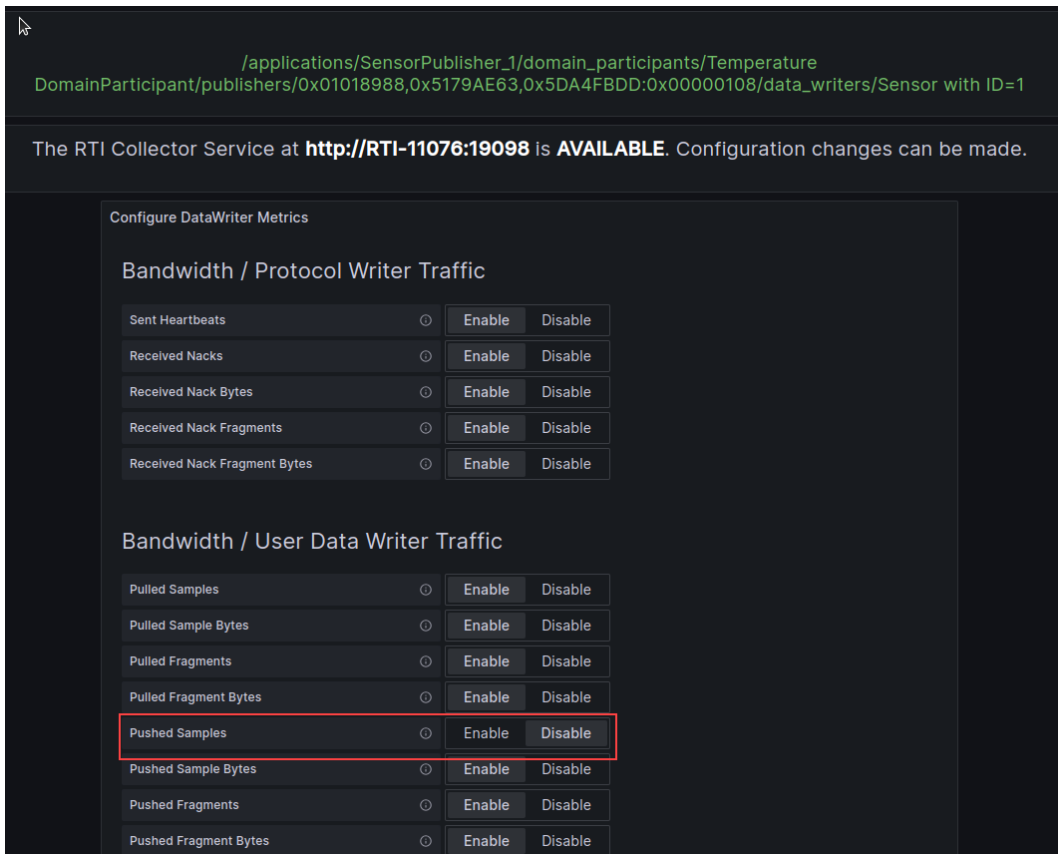 /applications/SensorPublisher_1/domain_participants/Temperature
DomainParticipant/publishers/0x01018988,0x5179AE63,0x5DA4FBDD:0x00000108/data_writers/Sensor with ID=1
The RTI Collector Service at http://RTI-11076:19098 is AVAILABLE. Configuration changes can be made.
Configure DataWriter Metrics
Bandwidth / Protocol Writer Traffic
Sent Heartbeats Enable Disable
Received Nacks Enable Disable
Received Nack Bytes Enable Disable
Received Nack Fragments Enable Disable
Received Nack Fragment Bytes Enable Disable
Bandwidth / User Data Writer Traffic
Pulled Samples Enable Disable
Pulled Sample Bytes Enable Disable
Pulled Fragments Enable Disable
Pulled Fragment Bytes Enable Disable
Pushed Samples Enable Disable
Pushed Sample Bytes Enable Disable
Pushed Fragments Enable Disable
Pushed Fragment Bytes Enable Disable